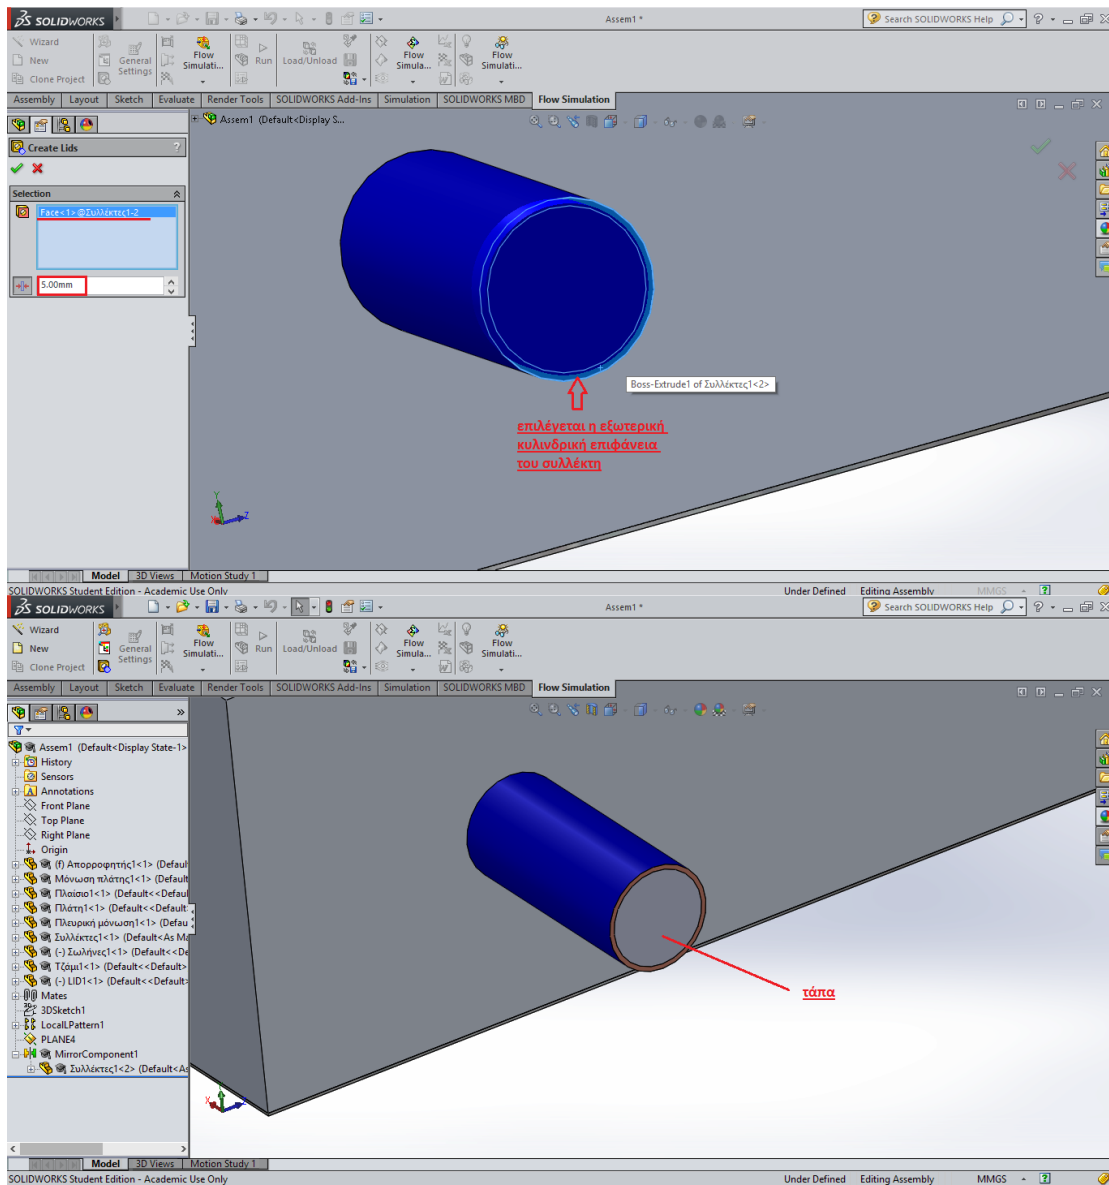 SOLIDWORKS
Assem1 *
Search SOLIDWORKS Help
Wizard
New
Clone Project
General Settings
Flow Simulati...
Run
Load/Unload
Flow Simula...
Flow Simulati...
Assembly Layout Sketch Evaluate Render Tools SOLIDWORKS Add-Ins Simulation SOLIDWORKS MBD Flow Simulation
Assem1 (Default<Display S...
Create Lids
?
Selection
Face<1>@Συλλέκτες1-2
5.00mm
Boss-Extrude1 of Συλλέκτες1<2>
επιλέγεται η εξωτερική
κυλινδρική επιφάνεια
του συλλέκτη
Y
Z
Model 3D Views Motion Study 1
SOLIDWORKS Student Edition - Academic Use Only
Under Defined Editing Assembly MMGS
SOLIDWORKS
Assem1 *
Search SOLIDWORKS Help
Wizard
New
Clone Project
General Settings
Flow Simulati...
Run
Load/Unload
Flow Simula...
Flow Simulati...
Assembly Layout Sketch Evaluate Render Tools SOLIDWORKS Add-Ins Simulation SOLIDWORKS MBD Flow Simulation
Assem1 (Default<Display State-1>
History
Sensors
Annotations
Front Plane
Top Plane
Right Plane
Origin
(f) Απορροφητής1<1> (Defaul
Μόνωση πλάτης1<1> (Defaul
Πλαίσιο1<1> (Default<<Defaul
Πλάτη1<1> (Default<<Default
Πλευρική μόνωση1<1> (Defau
Συλλέκτες1<1> (Default<As Ma
(-) Σωλήνες1<1> (Default<<De
Τζάμι1<1> (Default<<Default>
(-) LID1<1> (Default<<Default>
Mates
3DSketch1
LocalLPattern1
PLANE4
MirrorComponent1
Συλλέκτες1<2> (Default<As
τάπα
Model 3D Views Motion Study 1
SOLIDWORKS Student Edition - Academic Use Only
Under Defined Editing Assembly MMGS